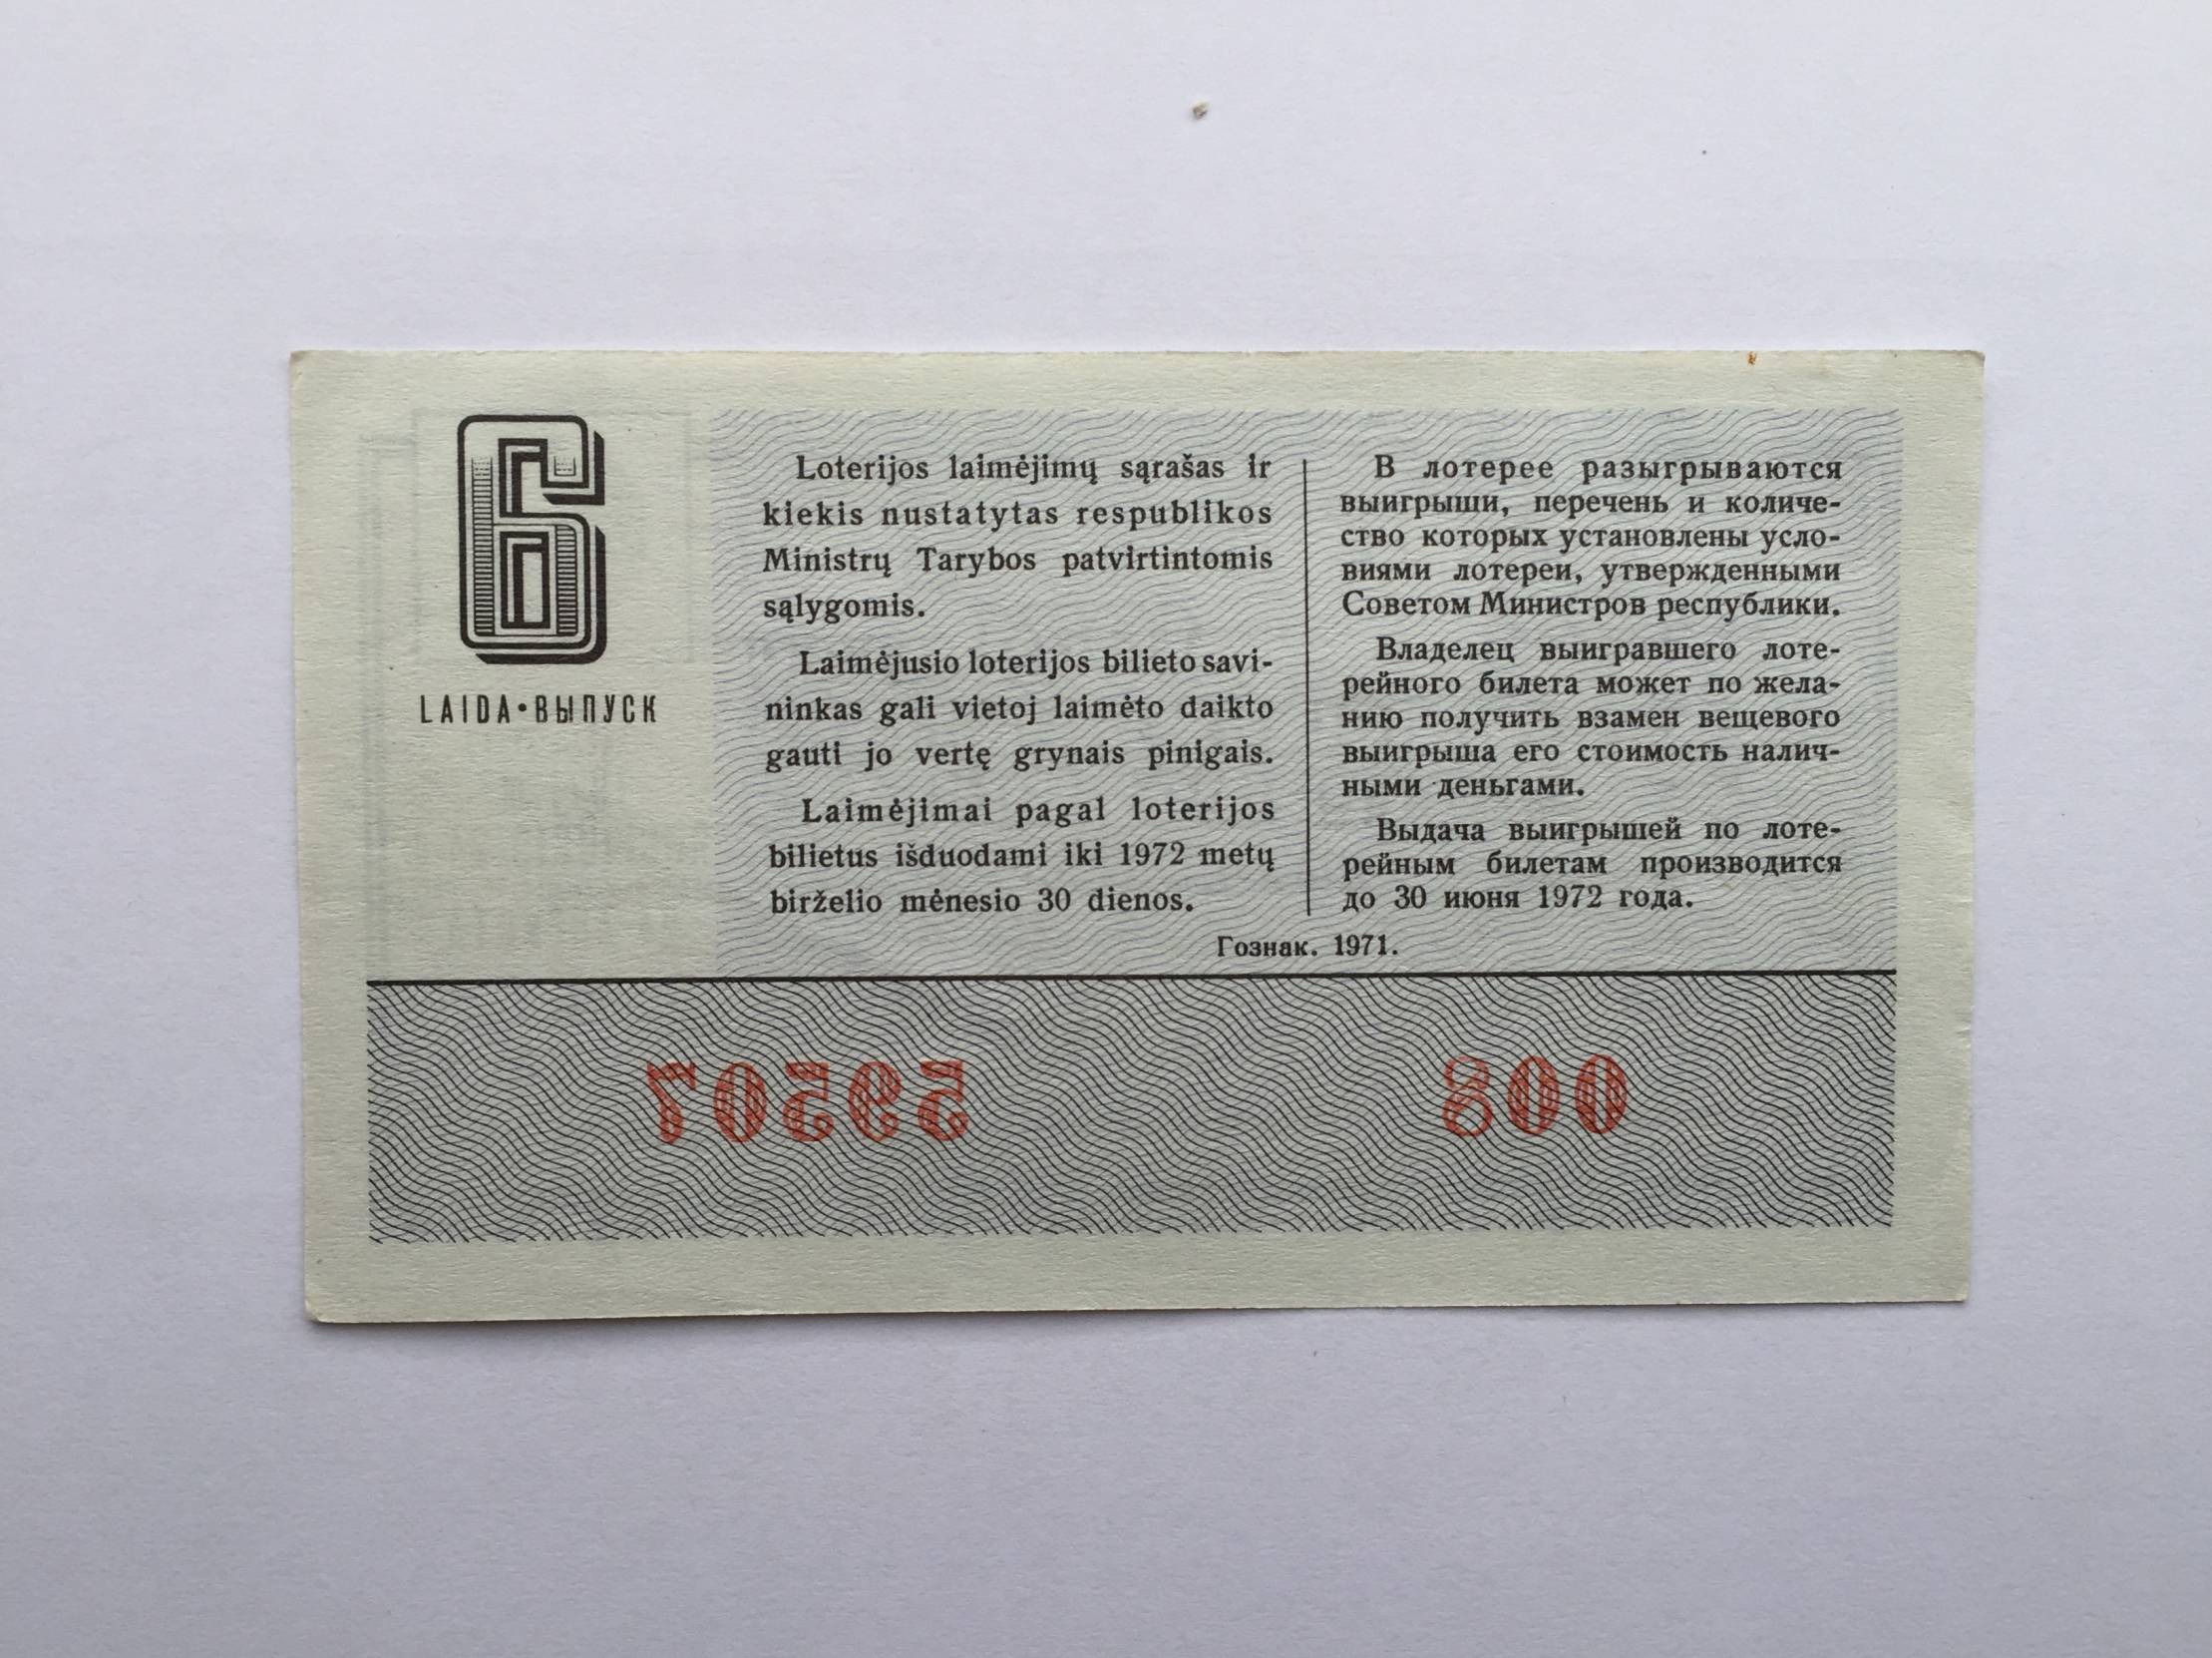 6
LAIDA•ВЫПУСК
Loterijos laimėjimų sąrašas ir
kiekis nustatytas respublikos
Ministrų Tarybos patvirtintomis
sąlygomis.
Laimėjusio loterijos bilieto savi-
ninkas gali vietoj laimėto daikto
gauti jo vertę grynais pinigais.
Laimėjimai pagal loterijos
bilietus išduodami iki 1972 metų
birželio mėnesio 30 dienos.
В лотерее разыгрываются
выигрыши, перечень и количе-
ство которых установлены усло-
виями лотереи, утвержденными
Советом Министров республики.
Владелец выигравшего лоте-
рейного билета может по жела-
нию получить взамен вещевого
выигрыша его стоимость налич-
ными деньгами.
Выдача выигрышей по лоте-
рейным билетам производится
до 30 июня 1972 года.
Гознак. 1971.
008 59507